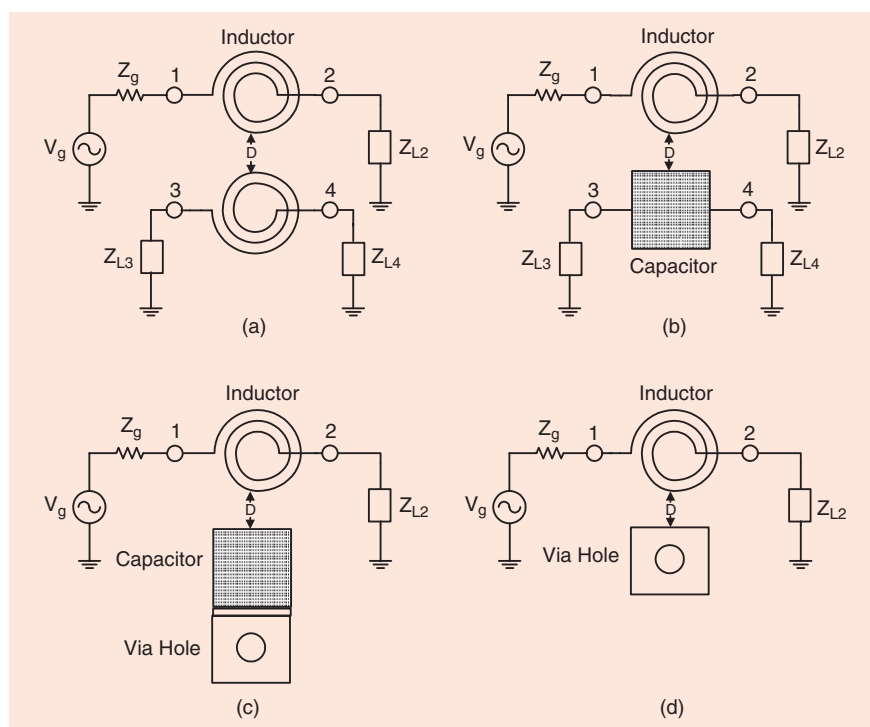 Inductor
Z_g 1 2
V_g D Z_L2
3 4
Z_L3 Z_L4
(a)
Inductor
Z_g 1 2
V_g D Z_L2
3 4
Z_L3 Z_L4
Capacitor
(b)
Inductor
Z_g 1 2
V_g D Z_L2
Capacitor
Via Hole
(c)
Inductor
Z_g 1 2
V_g D Z_L2
Via Hole
(d)